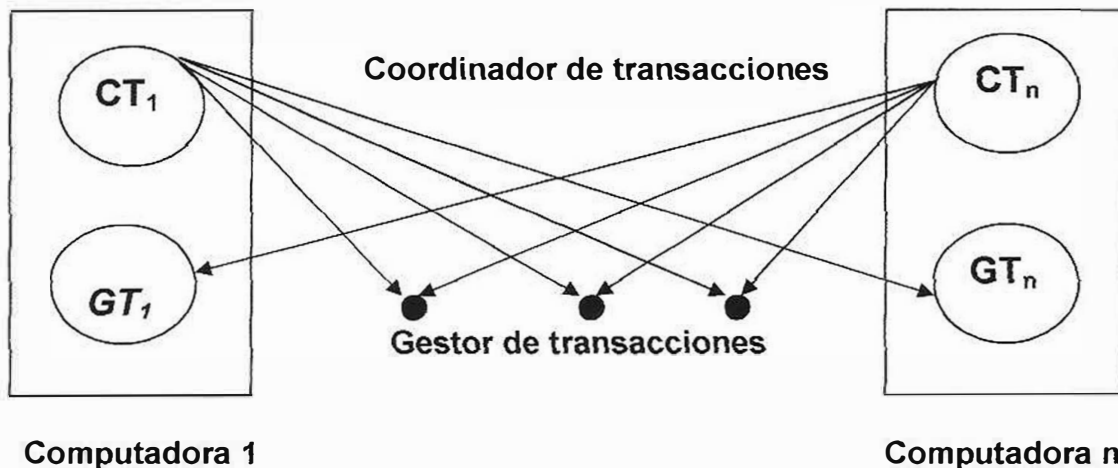 Coordinador de transacciones
CT₁
CTₙ
GT₁
GTₙ
Gestor de transacciones
Computadora 1
Computadora n